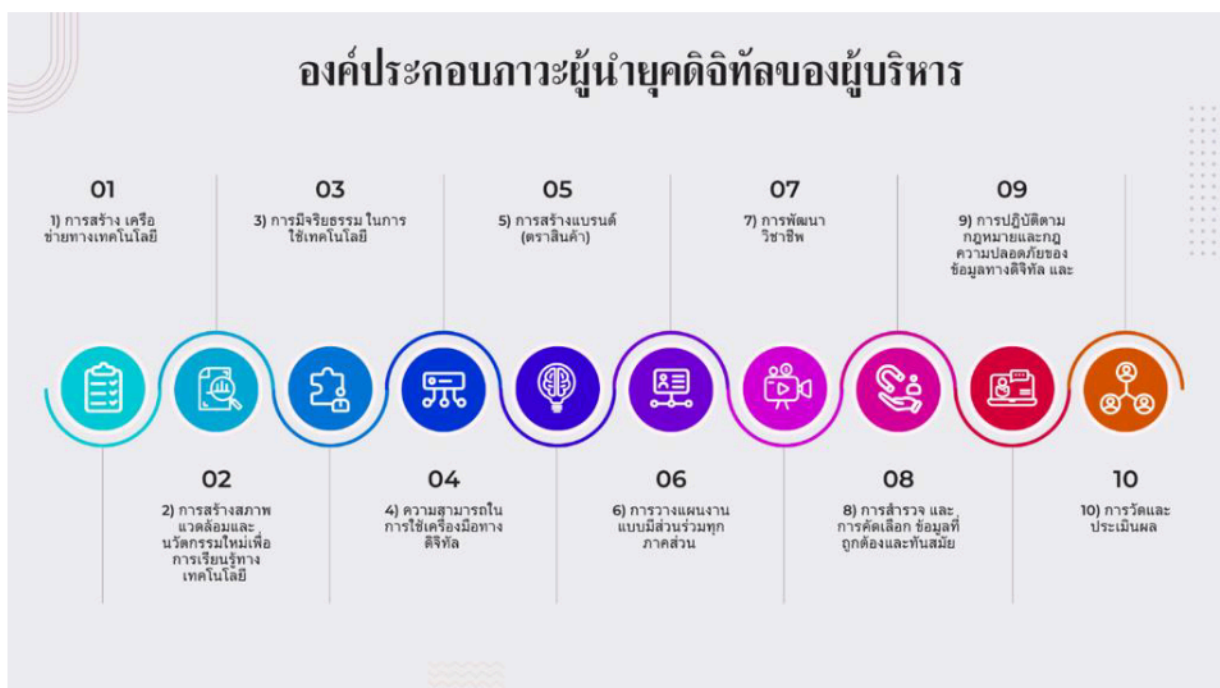 องค์ประกอบภาวะผู้นำยุคดิจิทัลของผู้บริหาร
01
1) การสร้าง เครือ
ข่ายทางเทคโนโลยี
02
2) การสร้างสภาพ
แวดล้อมและ
นวัตกรรมใหม่เพื่อ
การเรียนรู้ทาง
เทคโนโลยี
03
3) การมีจริยธรรม ในการ
ใช้เทคโนโลยี
04
4) ความสามารถใน
การใช้เครื่องมือทาง
ดิจิทัล
05
5) การสร้างแบรนด์
(ตราสินค้า)
06
6) การวางแผนงาน
แบบมีส่วนร่วมทุก
ภาคส่วน
07
7) การพัฒนา
วิชาชีพ
08
8) การสำรวจ และ
การคัดเลือก ข้อมูลที่
ถูกต้องและทันสมัย
09
9) การปฏิบัติตาม
กฎหมายและกฎ
ความปลอดภัยของ
ข้อมูลทางดิจิทัล และ
10
10) การวัดและ
ประเมินผล